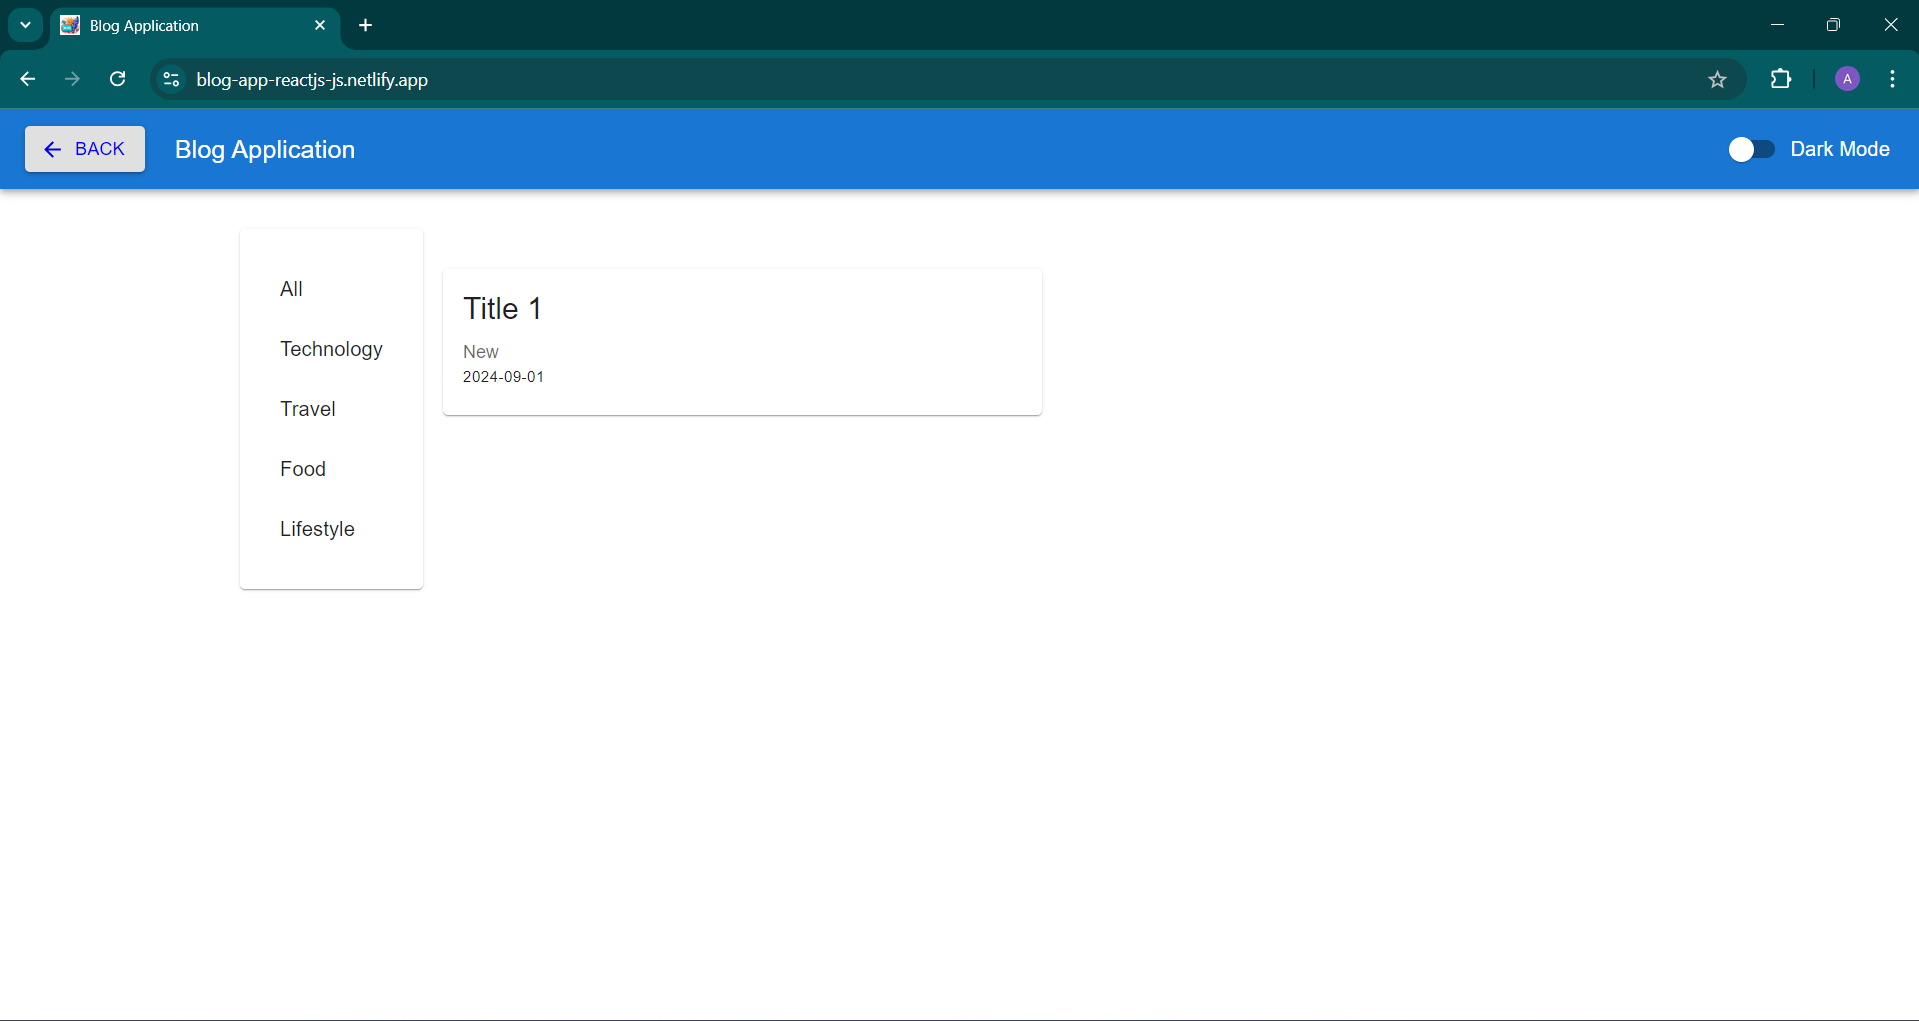 Blog Application
blog-app-reactjs-js.netlify.app
A
BACK
Blog Application
Dark Mode
All
Technology
Travel
Food
Lifestyle
Title 1
New
2024-09-01